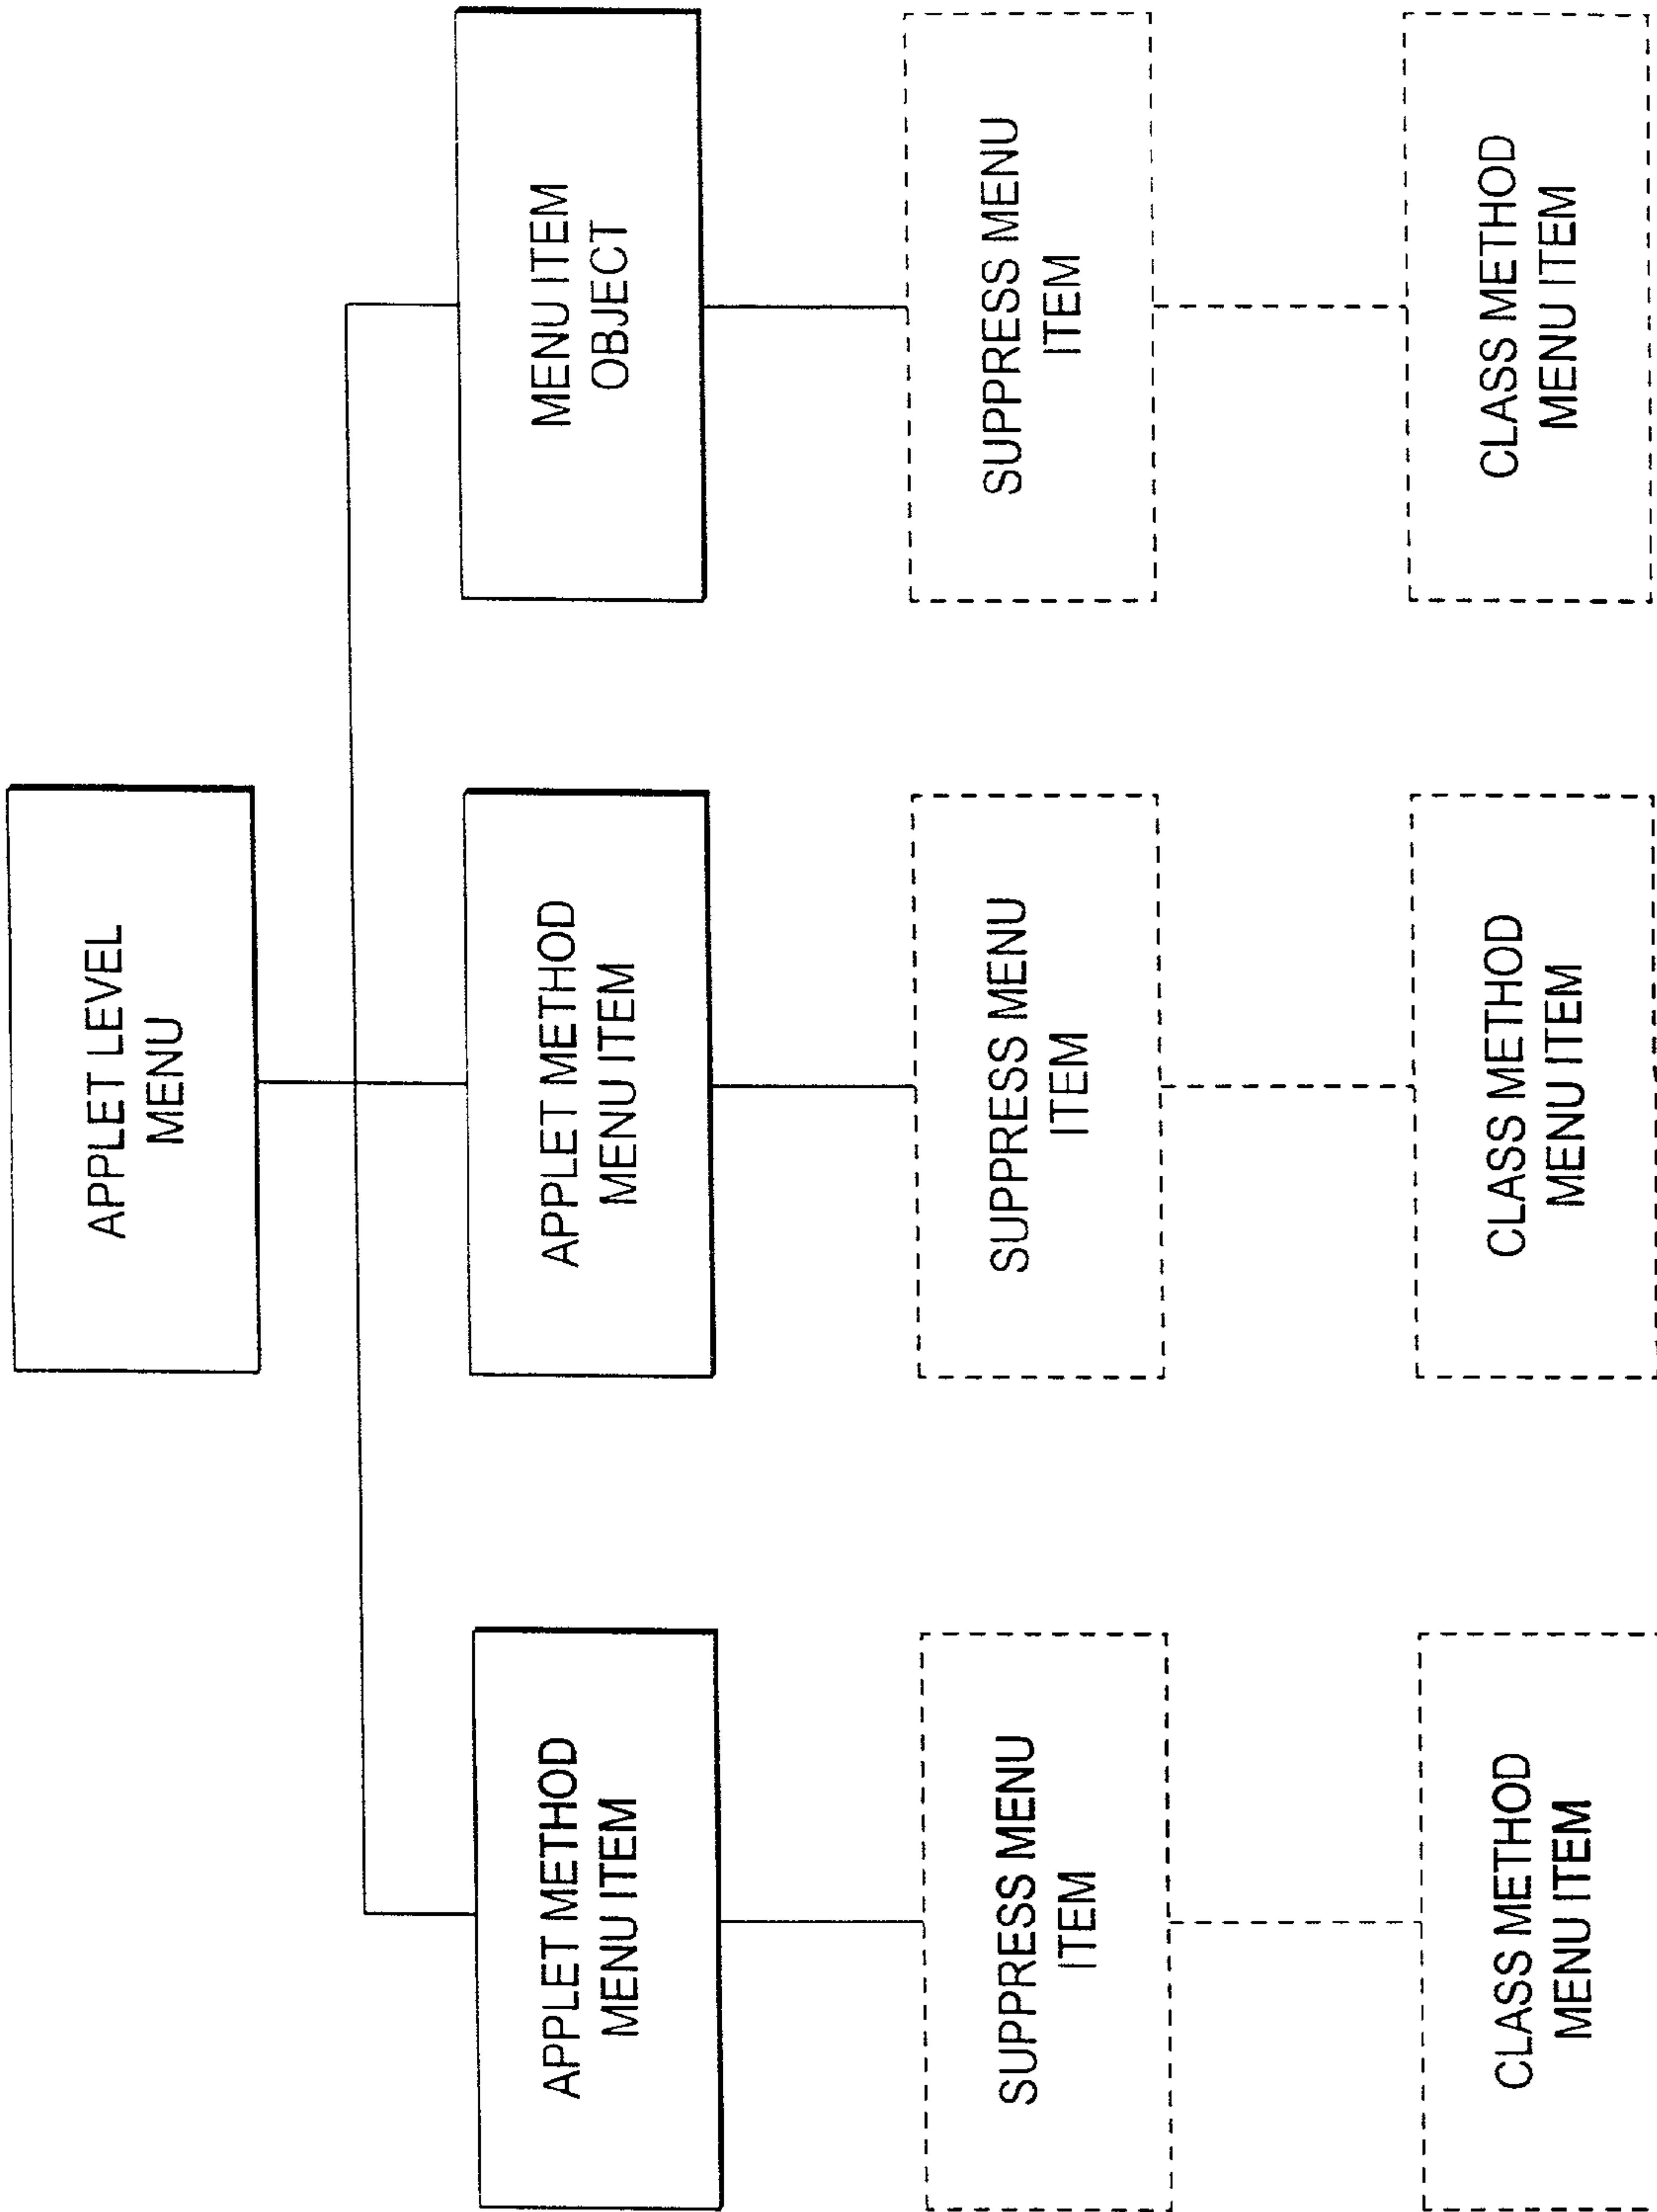 APPLET LEVEL
MENU
APPLET METHOD
MENU ITEM
APPLET METHOD
MENU ITEM
MENU ITEM
OBJECT
SUPPRESS MENU
ITEM
SUPPRESS MENU
ITEM
SUPPRESS MENU
ITEM
CLASS METHOD
MENU ITEM
CLASS METHOD
MENU ITEM
CLASS METHOD
MENU ITEM